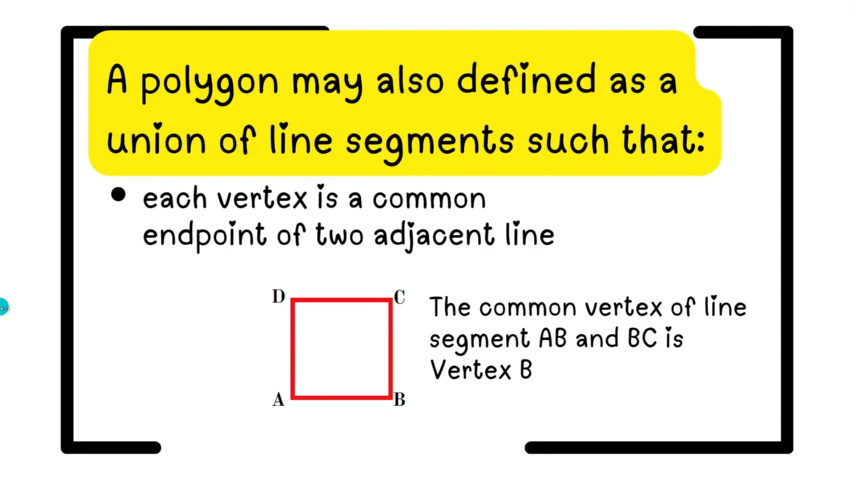 A polygon may also defined as a
union of line segments such that:
• each vertex is a common
endpoint of two adjacent line
D
C
The common vertex of line
segment AB and BC is
Vertex B
A
B